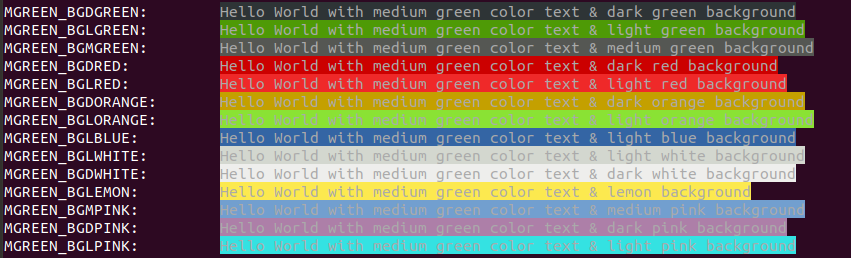 MGREEN_BGDGREEN: Hello World with medium green color text & dark green background
MGREEN_BGLGREEN: Hello World with medium green color text & light green background
MGREEN_BGMGREEN: Hello World with medium green color text & medium green background
MGREEN_BGDRED: Hello World with medium green color text & dark red background
MGREEN_BGLRED: Hello World with medium green color text & light red background
MGREEN_BGDORANGE: Hello World with medium green color text & dark orange background
MGREEN_BGLORANGE: Hello World with medium green color text & light orange background
MGREEN_BGLBLUE: Hello World with medium green color text & light blue background
MGREEN_BGLWHITE: Hello World with medium green color text & light white background
MGREEN_BGDWHITE: Hello World with medium green color text & dark white background
MGREEN_BGLEMON: Hello World with medium green color text & lemon background
MGREEN_BGMPINK: Hello World with medium green color text & medium pink background
MGREEN_BGDPINK: Hello World with medium green color text & dark pink background
MGREEN_BGLPINK: Hello World with medium green color text & light pink background